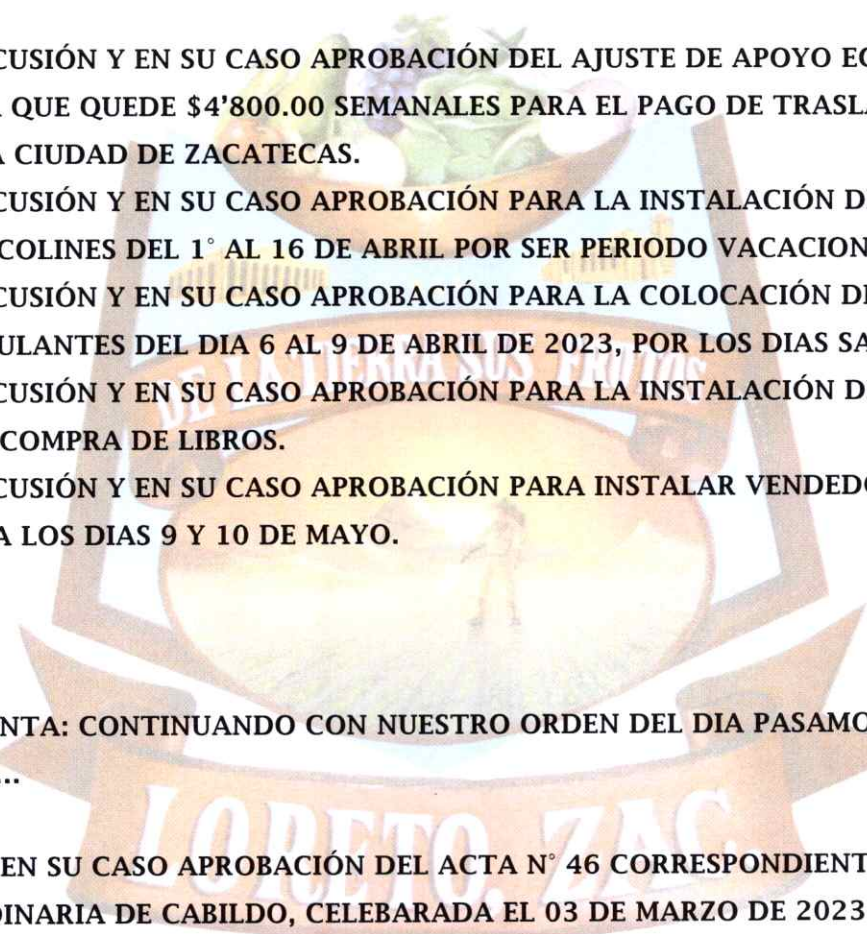 CUSIÓN Y EN SU CASO APROBACIÓN DEL AJUSTE DE APOYO EC
QUE QUEDE $4'800.00 SEMANALES PARA EL PAGO DE TRASLA
A CIUDAD DE ZACATECAS.
CUSIÓN Y EN SU CASO APROBACIÓN PARA LA INSTALACIÓN D
COLINES DEL 1° AL 16 DE ABRIL POR SER PERIODO VACACION
CUSIÓN Y EN SU CASO APROBACIÓN PARA LA COLOCACIÓN DE
ULANTES DEL DIA 6 AL 9 DE ABRIL DE 2023, POR LOS DIAS SA
DE LA TIERRA SUS FRUTOS
CUSIÓN Y EN SU CASO APROBACIÓN PARA LA INSTALACIÓN D
COMPRA DE LIBROS.
CUSIÓN Y EN SU CASO APROBACIÓN PARA INSTALAR VENDEDO
A LOS DIAS 9 Y 10 DE MAYO.
NTA: CONTINUANDO CON NUESTRO ORDEN DEL DIA PASAMO
...
LORETO, ZAC.
EN SU CASO APROBACIÓN DEL ACTA N° 46 CORRESPONDIENT
DINARIA DE CABILDO, CELEBARADA EL 03 DE MARZO DE 2023